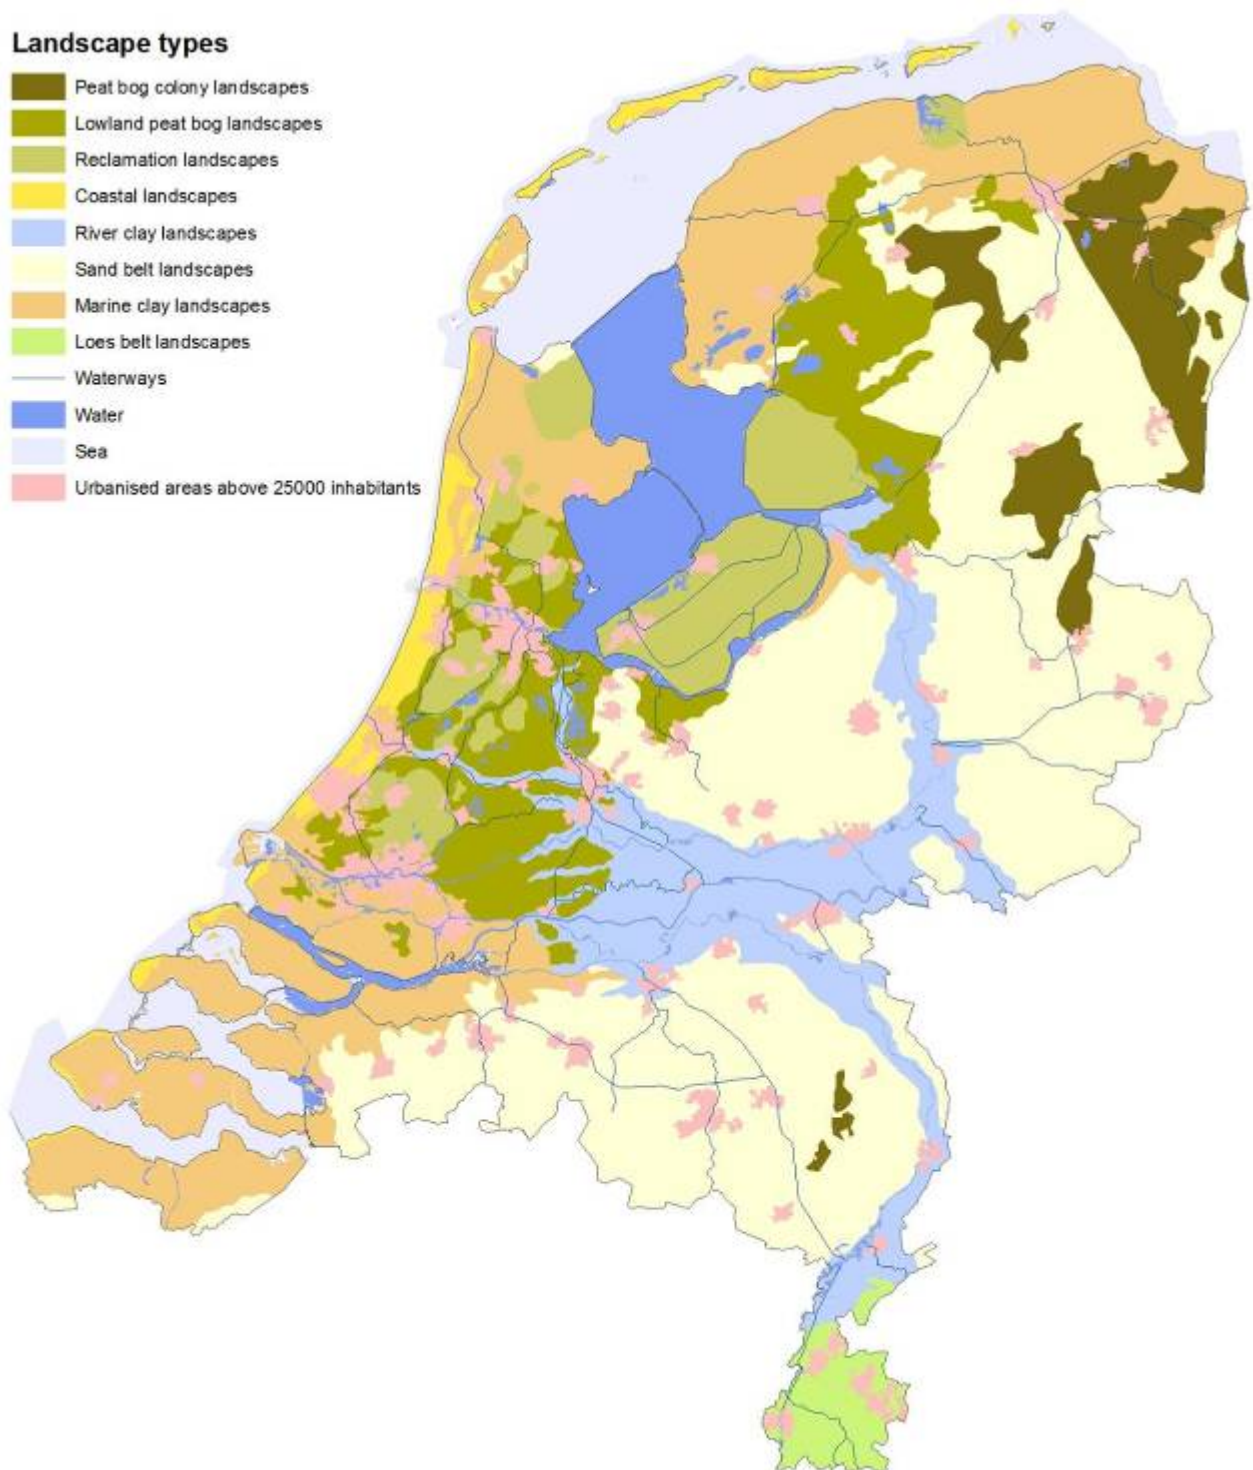 Landscape types
Peat bog colony landscapes
Lowland peat bog landscapes
Reclamation landscapes
Coastal landscapes
River clay landscapes
Sand belt landscapes
Marine clay landscapes
Loes belt landscapes
Waterways
Water
Sea
Urbanised areas above 25000 inhabitants